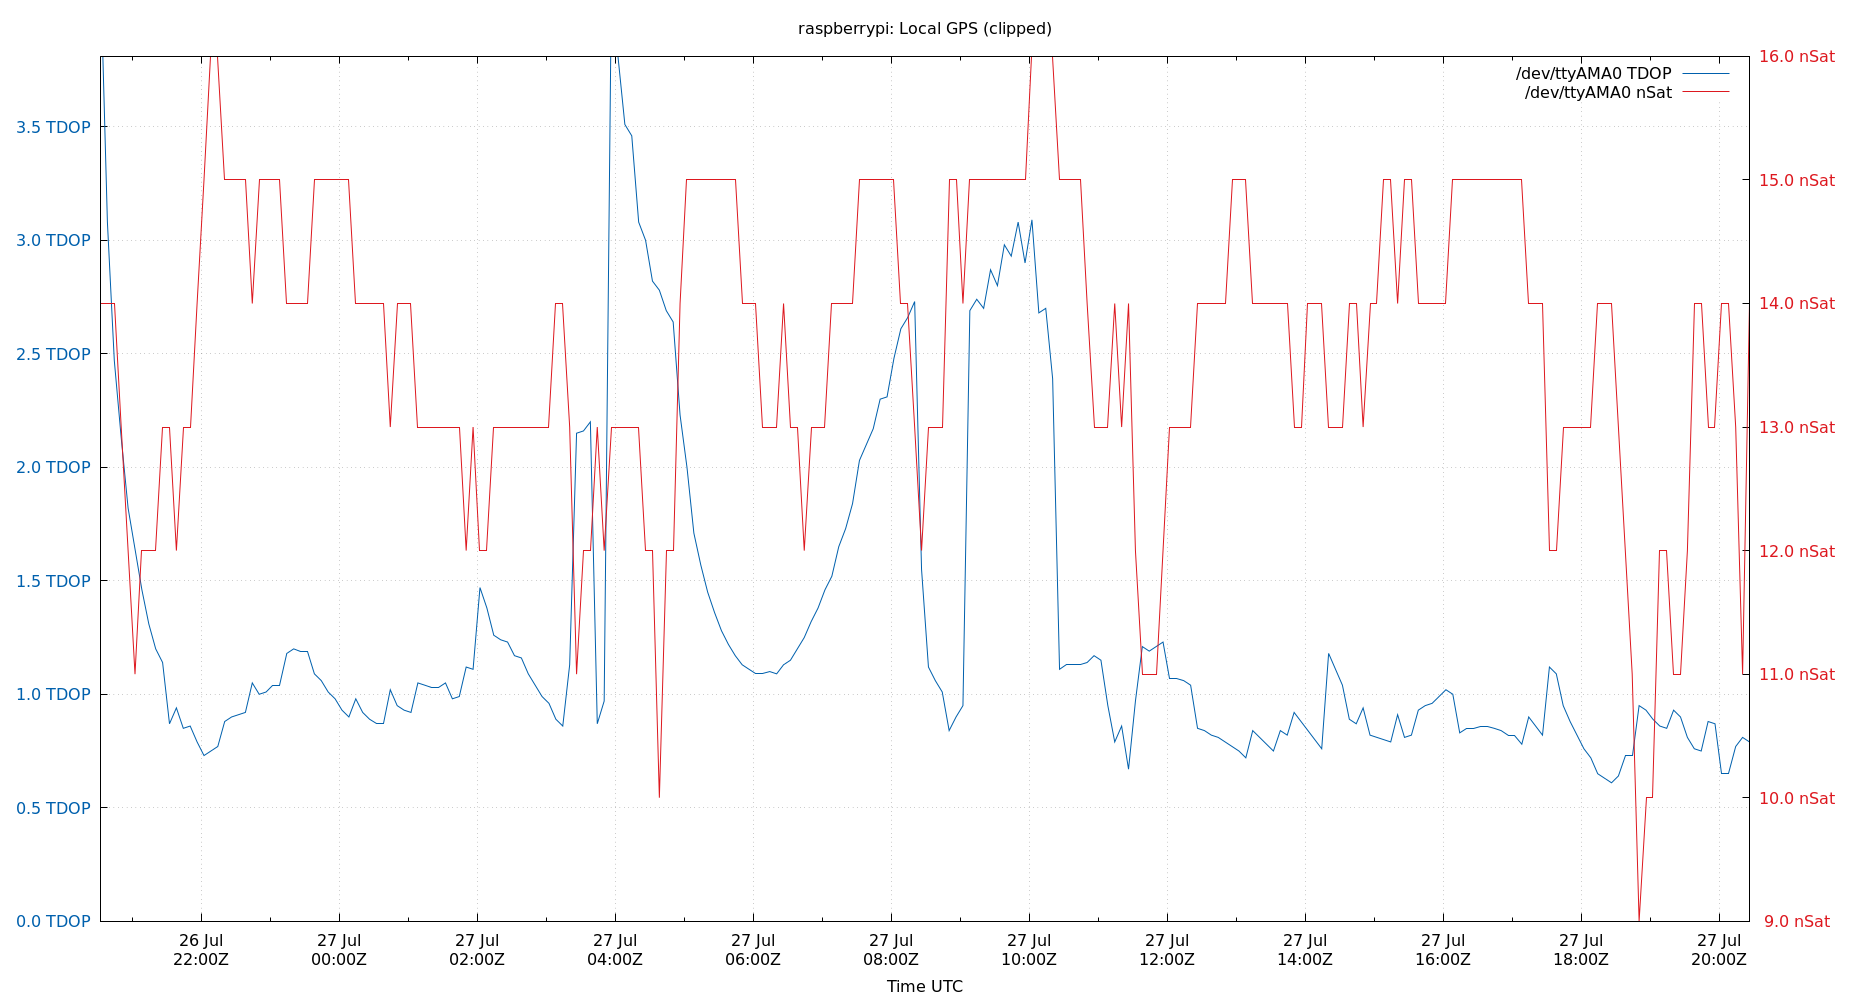 raspberrypi: Local GPS (clipped)
/dev/ttyAMA0 TDOP
/dev/ttyAMA0 nSat
3.5 TDOP
3.0 TDOP
2.5 TDOP
2.0 TDOP
1.5 TDOP
1.0 TDOP
0.5 TDOP
0.0 TDOP
16.0 nSat
15.0 nSat
14.0 nSat
13.0 nSat
12.0 nSat
11.0 nSat
10.0 nSat
9.0 nSat
26 Jul
22:00Z
27 Jul
00:00Z
27 Jul
02:00Z
27 Jul
04:00Z
27 Jul
06:00Z
27 Jul
08:00Z
27 Jul
10:00Z
27 Jul
12:00Z
27 Jul
14:00Z
27 Jul
16:00Z
27 Jul
18:00Z
27 Jul
20:00Z
Time UTC